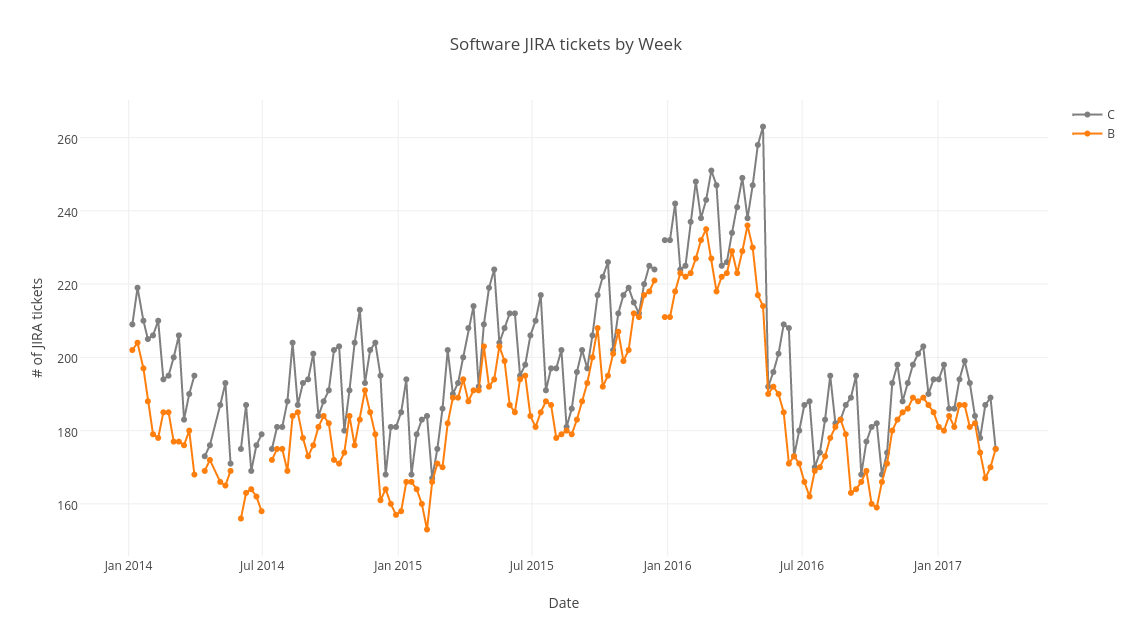 Software JIRA tickets by Week
C
B
# of JIRA tickets
260
240
220
200
180
160
Jan 2014
Jul 2014
Jan 2015
Jul 2015
Jan 2016
Jul 2016
Jan 2017
Date